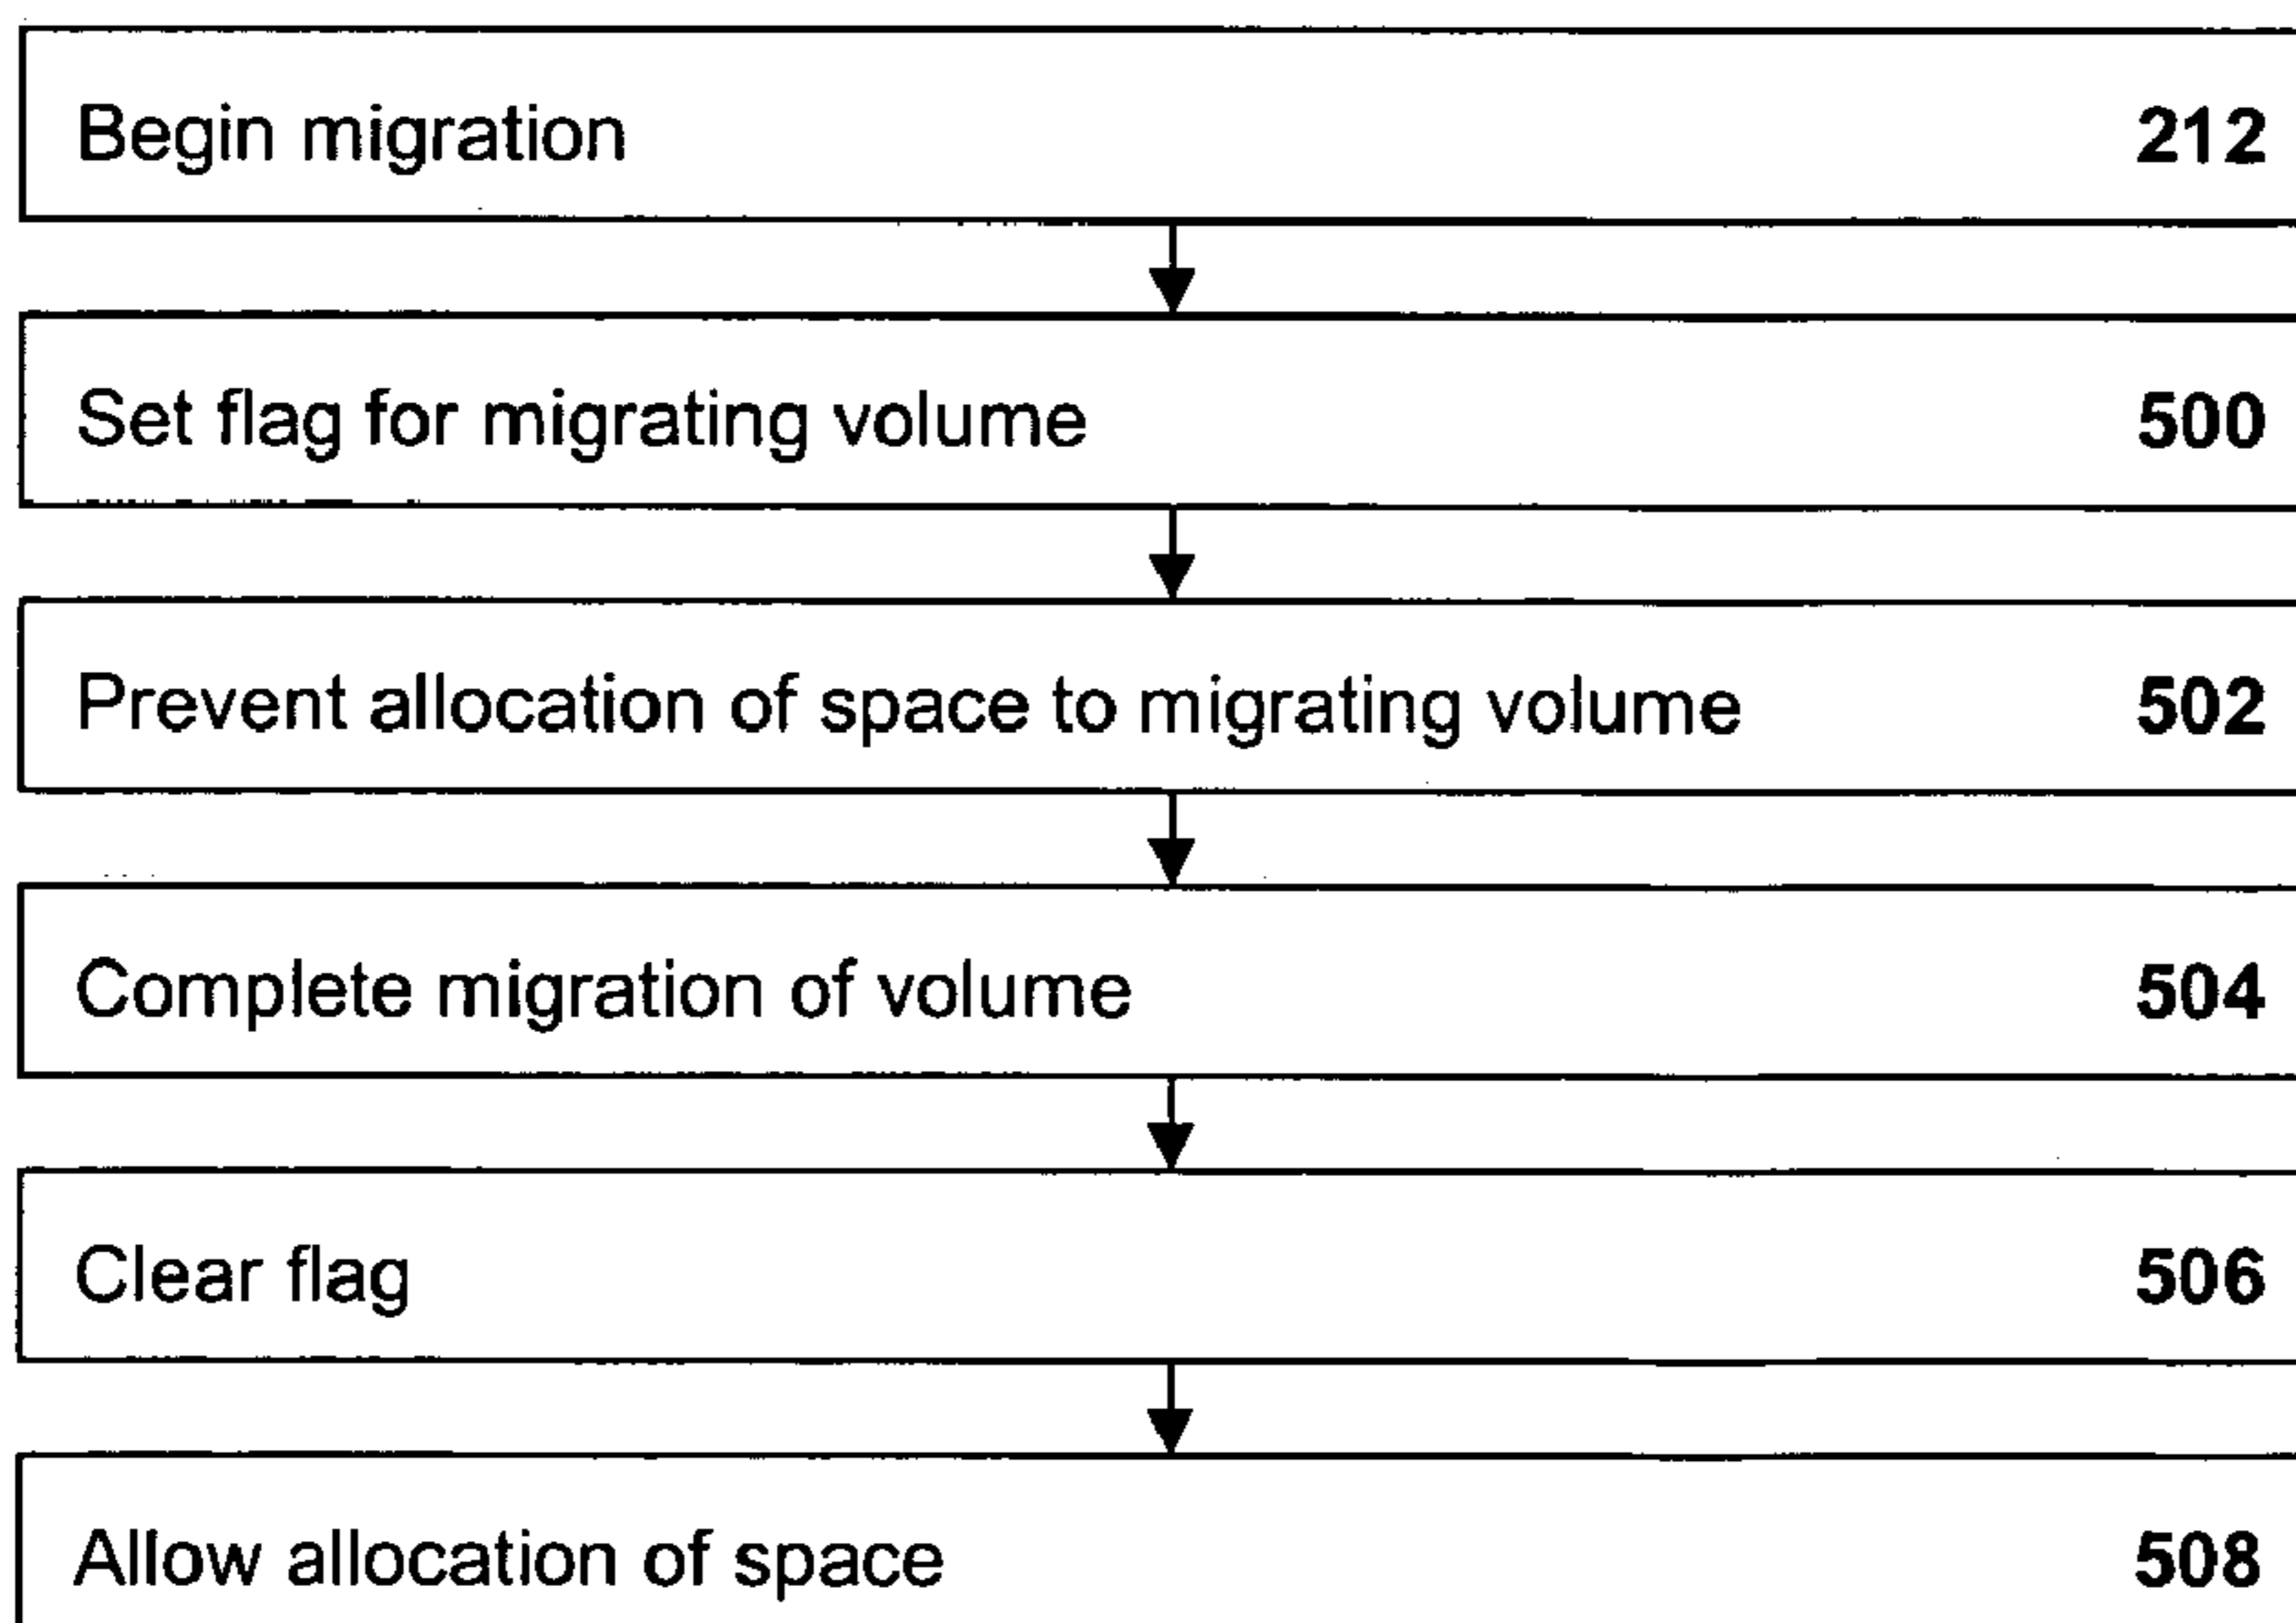 Begin migration 212
Set flag for migrating volume 500
Prevent allocation of space to migrating volume 502
Complete migration of volume 504
Clear flag 506
Allow allocation of space 508